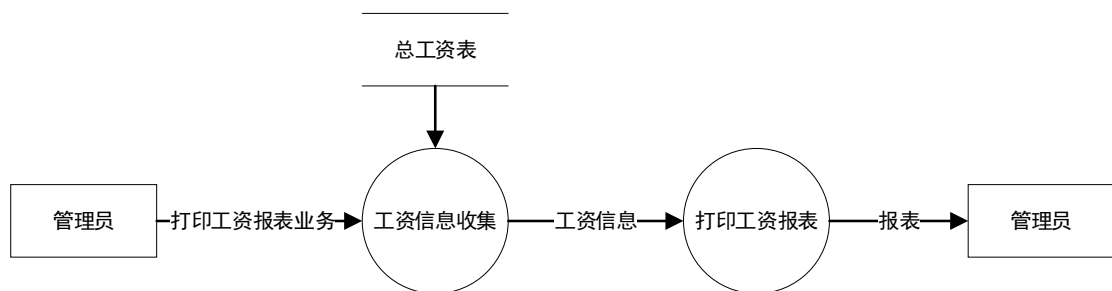 总工资表
管理员
打印工资报表业务
工资信息收集
工资信息
打印工资报表
报表
管理员